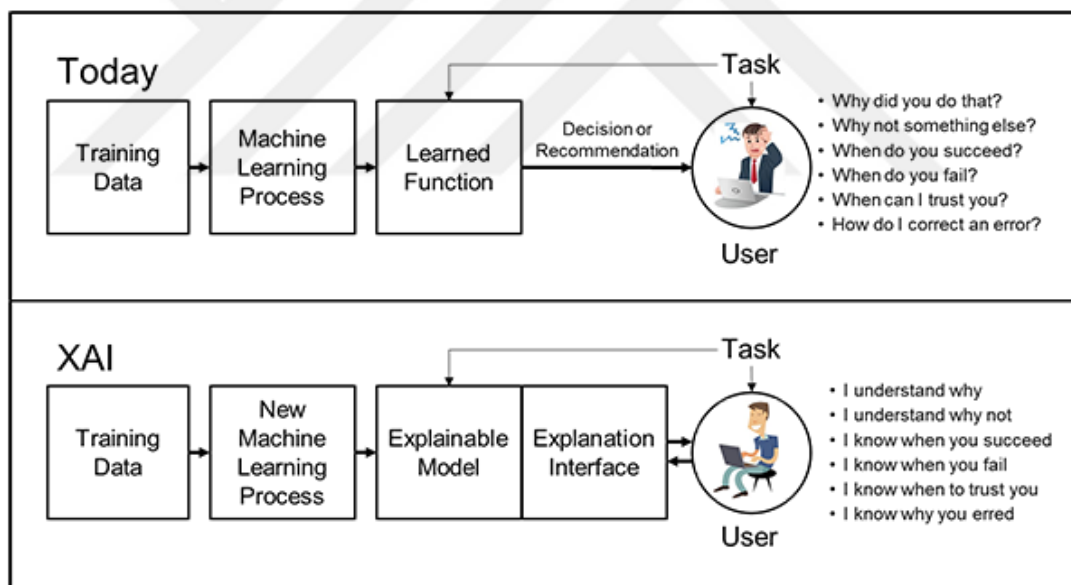 Today
Task
Training
Data
Machine
Learning
Process
Learned
Function
Decision or
Recommendation
User
• Why did you do that?
• Why not something else?
• When do you succeed?
• When do you fail?
• When can I trust you?
• How do I correct an error?
XAI
Task
Training
Data
New
Machine
Learning
Process
Explainable
Model
Explanation
Interface
User
• I understand why
• I understand why not
• I know when you succeed
• I know when you fail
• I know when to trust you
• I know why you erred